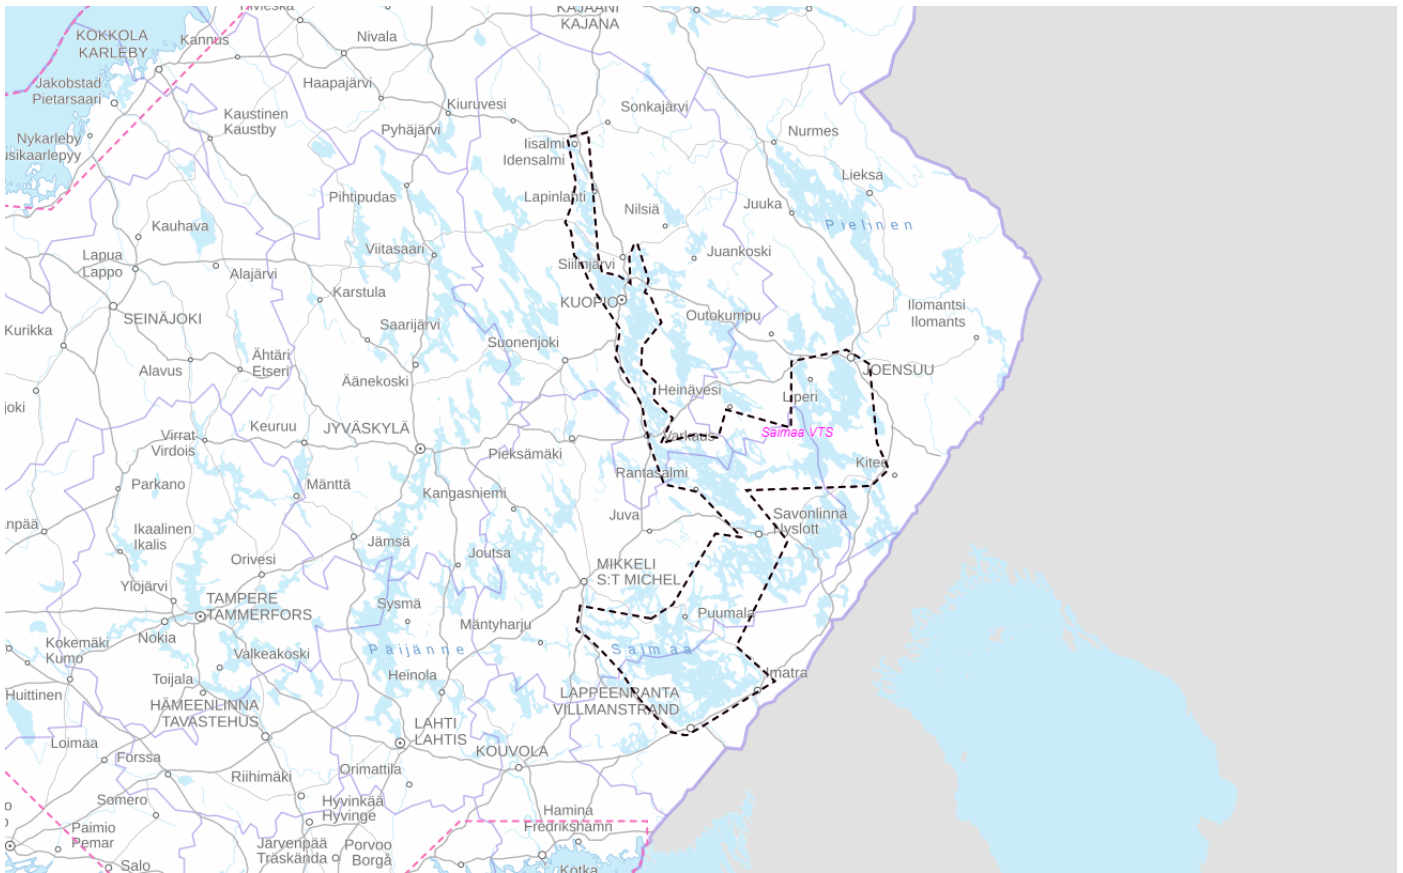 KAJAANI
KAJANA
KOKKOLA
KARLEBY
Kannus
Nivala
Haapajärvi
Jakobstad
Pietarsaari
Kiuruvesi
Sonkajärvi
Kaustinen
Kaustby
Pyhäjärvi
Nykarleby
Iisalmi
Idensalmi
Nurmes
Lieksa
Pihtipudas
Lapinlahti
Nilsiä
Juuka
Pielinen
Kauhava
Viitasaari
Juankoski
Lapua
Lappo
Alajärvi
Siilinjärvi
Karstula
KUOPIO
Outokumpu
Ilomantsi
Ilomants
SEINÄJOKI
Saarijärvi
Kurikka
Suonenjoki
Ähtäri
Etseri
Alavus
Äänekoski
JOENSUU
Heinävesi
Liperi
joki
Keuruu
JYVÄSKYLÄ
Virrat
Virdois
Varkaus
Saimaa VTS
Pieksämäki
Kitee
Rantasalmi
Parkano
Mänttä
Kangasniemi
Savonlinna
Nyslott
Juva
Ikaalinen
Ikalis
Jämsä
Joutsa
Orivesi
MIKKELI
S:T MICHEL
Ylöjärvi
TAMPERE
TAMMERFORS
Sysmä
Puumala
Mäntyharju
Nokia
Kokemäki
Kumo
Valkeakoski
Päijänne
Saimaa
Toijala
Heinola
Imatra
Huittinen
HÄMEENLINNA
TAVASTEHUS
LAPPEENRANTA
VILLMANSTRAND
LAHTI
LAHTIS
Loimaa
KOUVOLA
Forssa
Riihimäki
Orimattila
Somero
Hyvinkää
Hyvinge
Hamina
Fredrikshamn
Paimio
Pemar
Järvenpää
Träskända
Porvoo
Borgå
Salo
Kotka